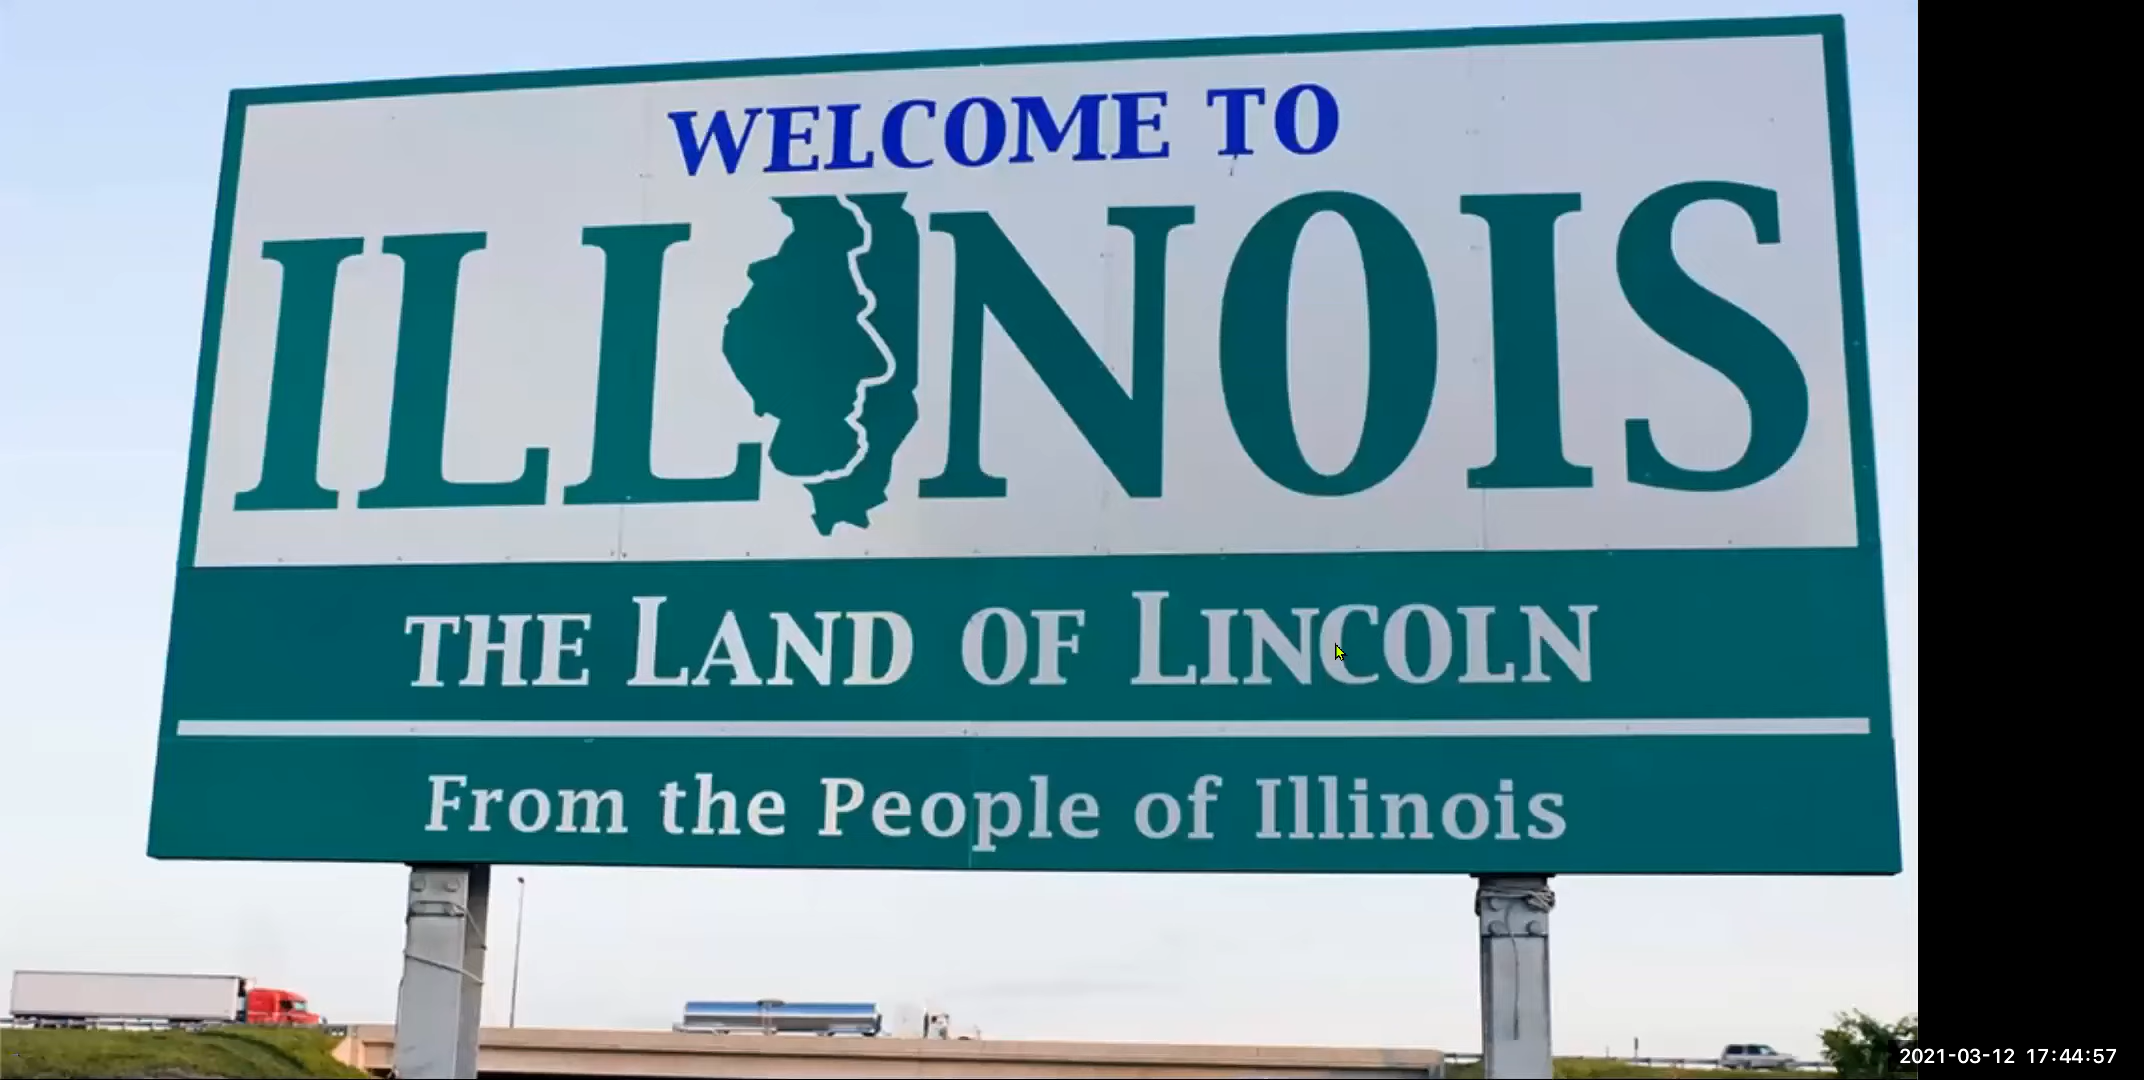 WELCOME TO
ILLINOIS
THE LAND OF LINCOLN
From the People of Illinois
2021-03-12 17:44:57